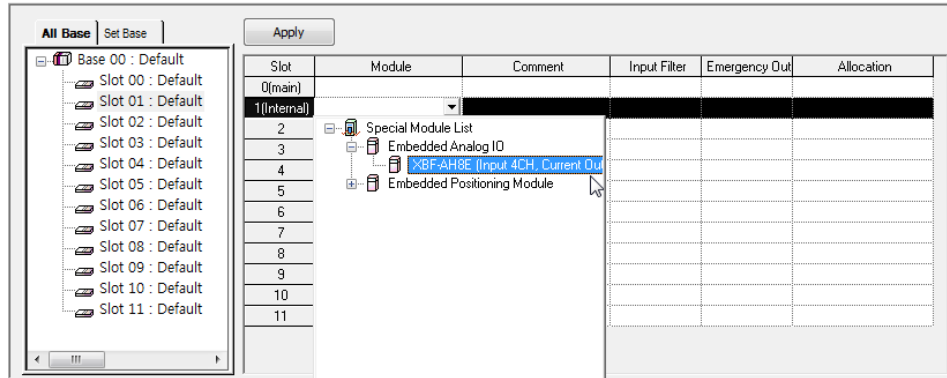 All Base Set Base Apply
Base 00 : Default
Slot 00 : Default
Slot 01 : Default
Slot 02 : Default
Slot 03 : Default
Slot 04 : Default
Slot 05 : Default
Slot 06 : Default
Slot 07 : Default
Slot 08 : Default
Slot 09 : Default
Slot 10 : Default
Slot 11 : Default
Slot Module Comment Input Filter Emergency Out Allocation
0(main)
1(Internal)
2 Special Module List
3 Embedded Analog IO
4 XBF-AH8E (Input 4CH, Current Ou
5 Embedded Positioning Module
6
7
8
9
10
11